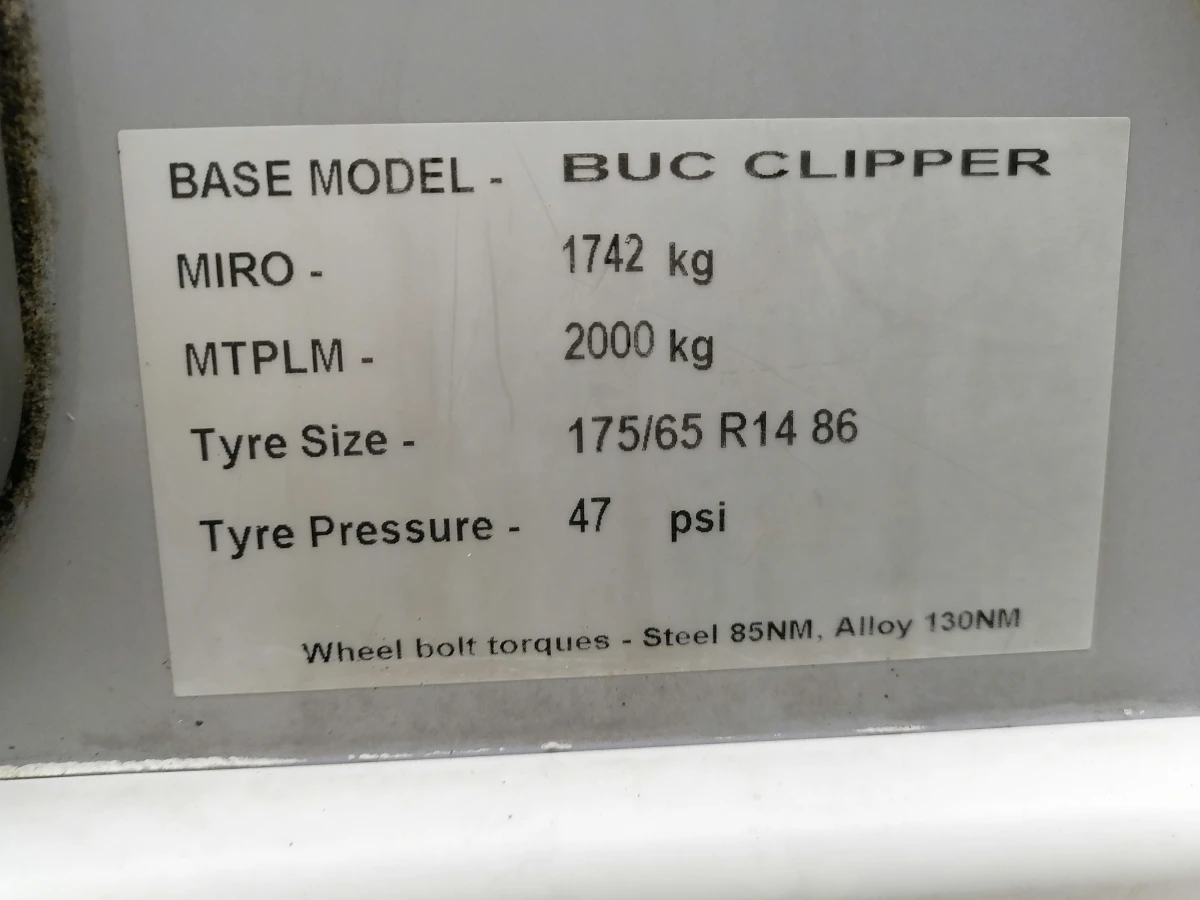 BASE MODEL - BUC CLIPPER
MIRO - 1742 kg
MTPLM - 2000 kg
Tyre Size - 175/65 R14 86
Tyre Pressure - 47 psi
Wheel bolt torques - Steel 85NM, Alloy 130NM